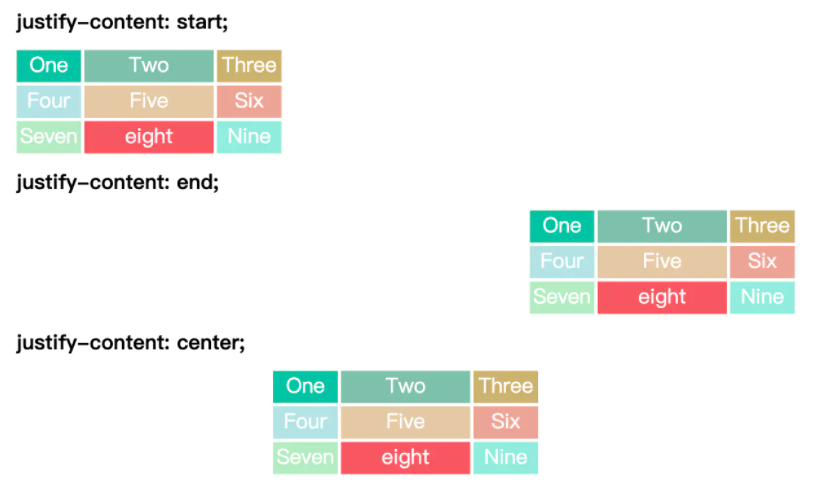 justify-content: start;
One Two Three
Four Five Six
Seven eight Nine
justify-content: end;
One Two Three
Four Five Six
Seven eight Nine
justify-content: center;
One Two Three
Four Five Six
Seven eight Nine